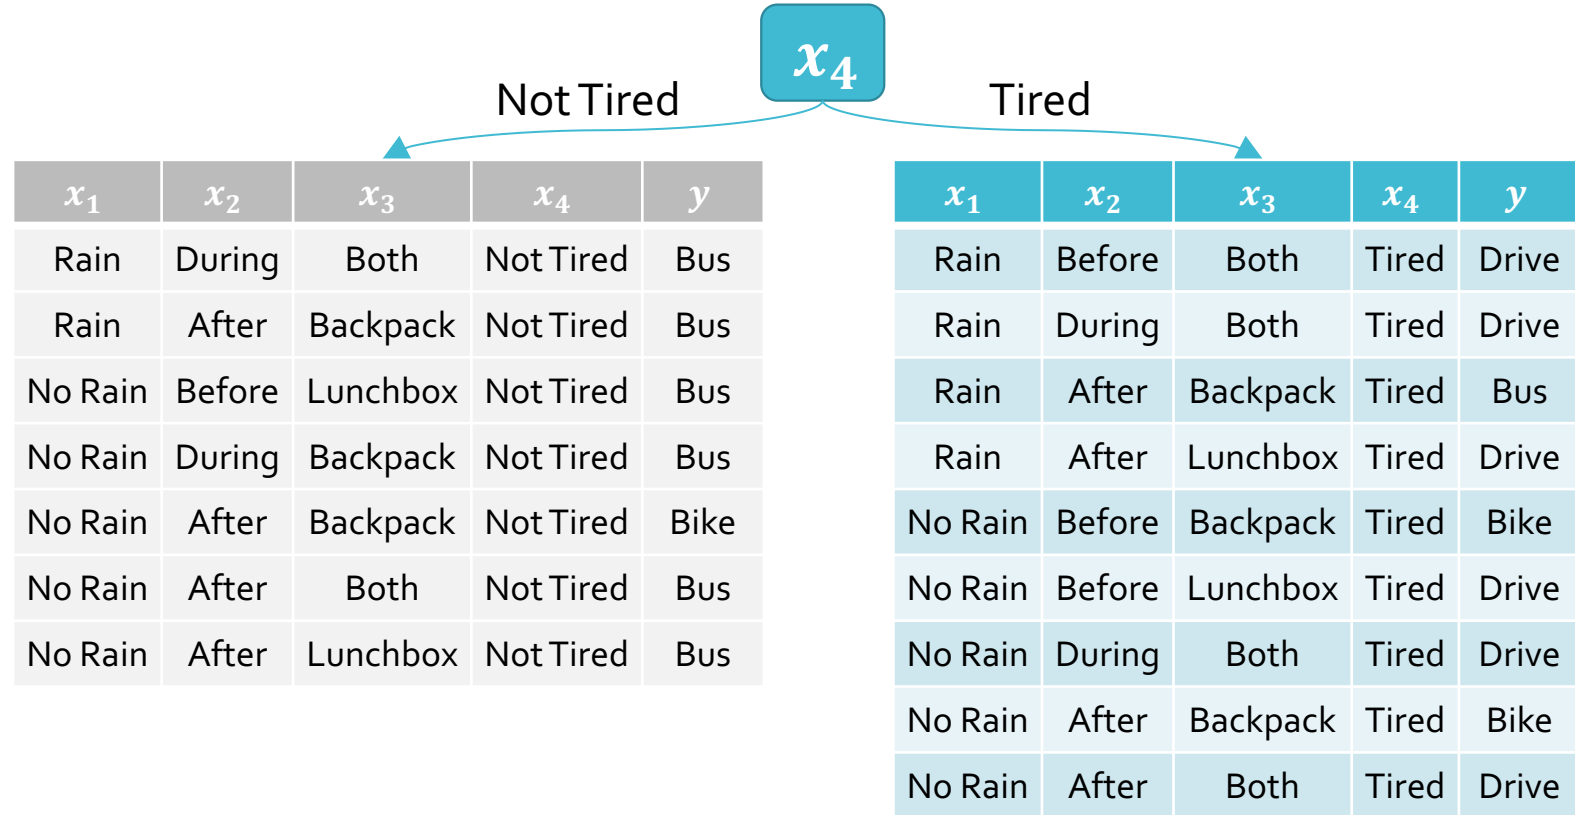 x₄
Not Tired Tired
x₁ x₂ x₃ x₄ y
Rain During Both Not Tired Bus
Rain After Backpack Not Tired Bus
No Rain Before Lunchbox Not Tired Bus
No Rain During Backpack Not Tired Bus
No Rain After Backpack Not Tired Bike
No Rain After Both Not Tired Bus
No Rain After Lunchbox Not Tired Bus
x₁ x₂ x₃ x₄ y
Rain Before Both Tired Drive
Rain During Both Tired Drive
Rain After Backpack Tired Bus
Rain After Lunchbox Tired Drive
No Rain Before Backpack Tired Bike
No Rain Before Lunchbox Tired Drive
No Rain During Both Tired Drive
No Rain After Backpack Tired Bike
No Rain After Both Tired Drive